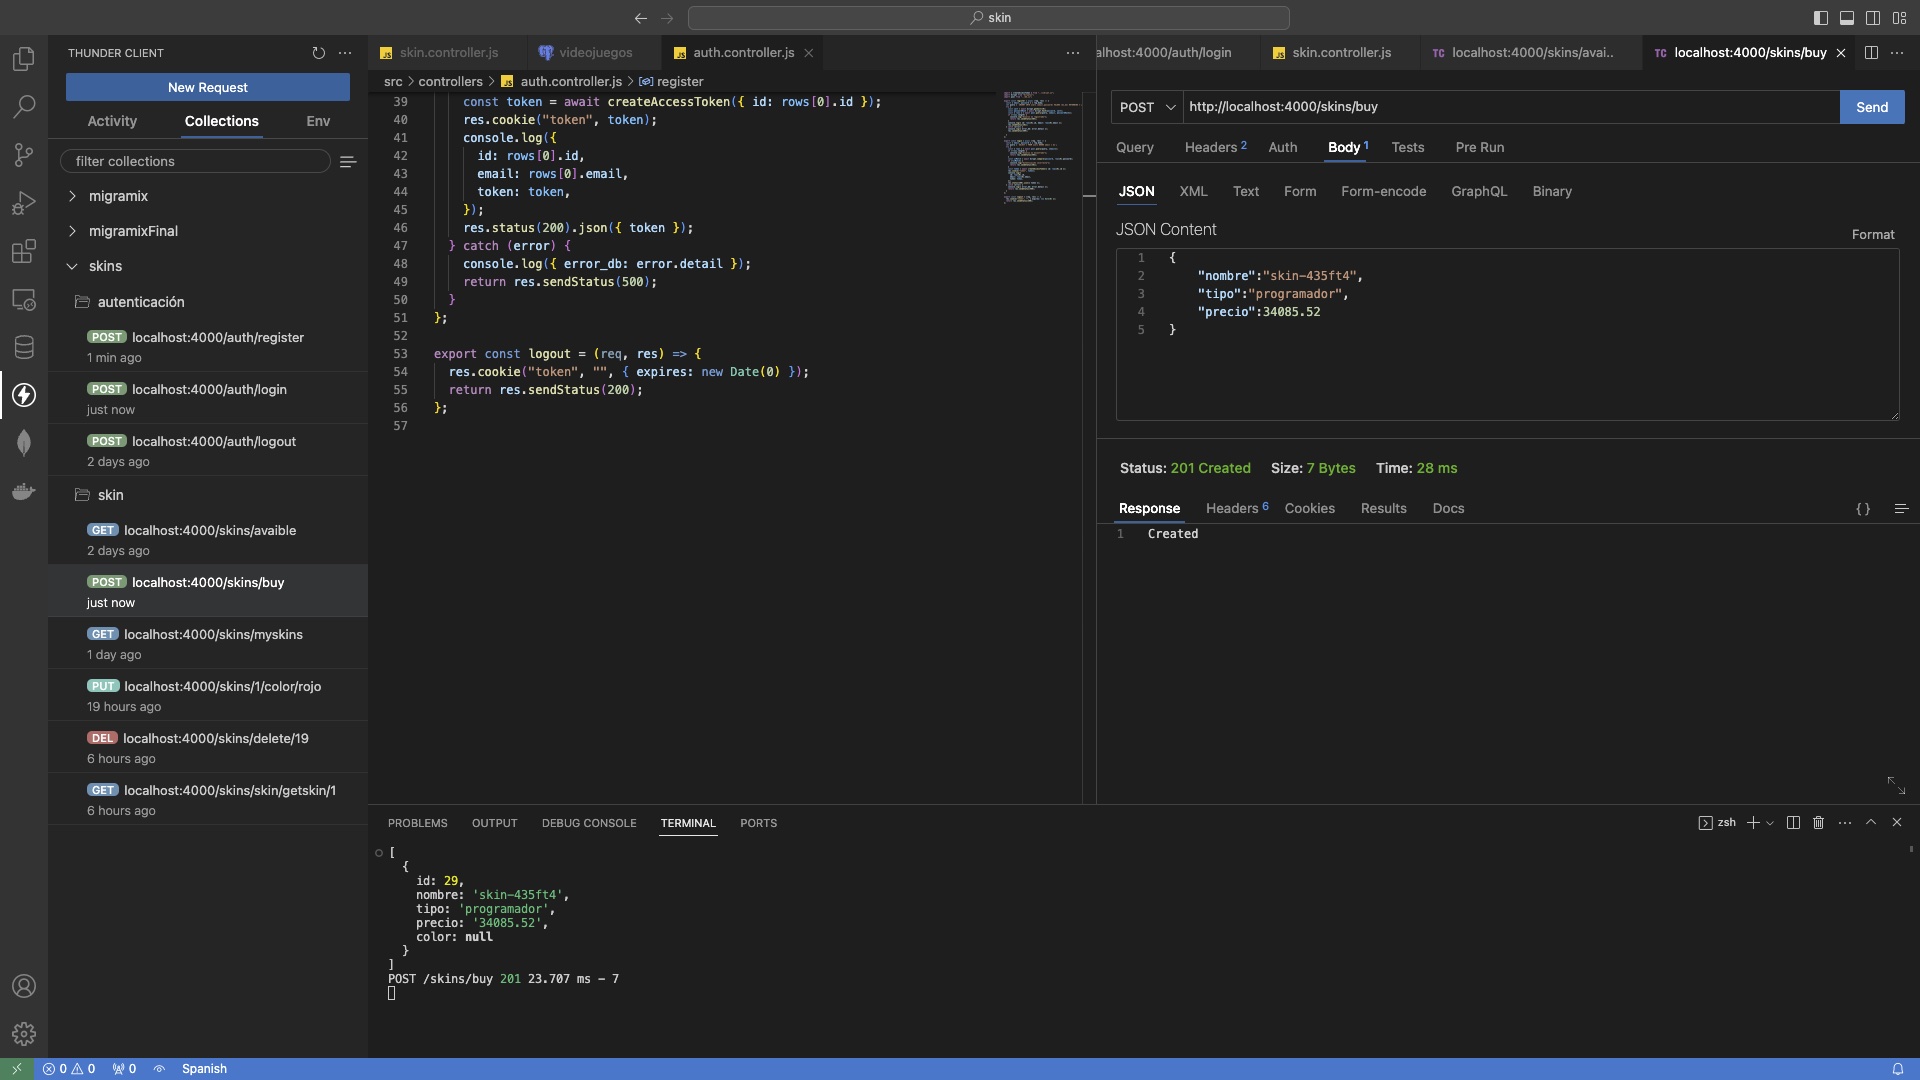 skin
THUNDER CLIENT
New Request
Activity
Collections
Env
filter collections
migramix
migramixFinal
skins
autenticación
POST localhost:4000/auth/register
1 min ago
POST localhost:4000/auth/login
just now
POST localhost:4000/auth/logout
2 days ago
skin
GET localhost:4000/skins/avaible
2 days ago
POST localhost:4000/skins/buy
just now
GET localhost:4000/skins/myskins
1 day ago
PUT localhost:4000/skins/1/color/rojo
19 hours ago
DEL localhost:4000/skins/delete/19
6 hours ago
GET localhost:4000/skins/skin/getskin/1
6 hours ago
JS skin.controller.js
videojuegos
JS auth.controller.js
src > controllers > JS auth.controller.js > register
39 const token = await createAccessToken({ id: rows[0].id });
40 res.cookie("token", token);
41 console.log({
42 id: rows[0].id,
43 email: rows[0].email,
44 token: token,
45 });
46 res.status(200).json({ token });
47 } catch (error) {
48 console.log({ error_db: error.detail });
49 return res.sendStatus(500);
50 }
51 };
52
53 export const logout = (req, res) => {
54 res.cookie("token", "", { expires: new Date(0) });
55 return res.sendStatus(200);
56 };
57
alhost:4000/auth/login
JS skin.controller.js
TC localhost:4000/skins/avai..
TC localhost:4000/skins/buy
POST http://localhost:4000/skins/buy Send
Query Headers 2 Auth Body 1 Tests Pre Run
JSON XML Text Form Form-encode GraphQL Binary
JSON Content
Format
1 {
2 "nombre":"skin-435ft4",
3 "tipo":"programador",
4 "precio":34085.52
5 }
Status: 201 Created Size: 7 Bytes Time: 28 ms
Response Headers 6 Cookies Results Docs
{ }
1 Created
PROBLEMS OUTPUT DEBUG CONSOLE TERMINAL PORTS
zsh
[
{
id: 29,
nombre: 'skin-435ft4',
tipo: 'programador',
precio: '34085.52',
color: null
}
]
POST /skins/buy 201 23.707 ms - 7
0 0 0 Spanish